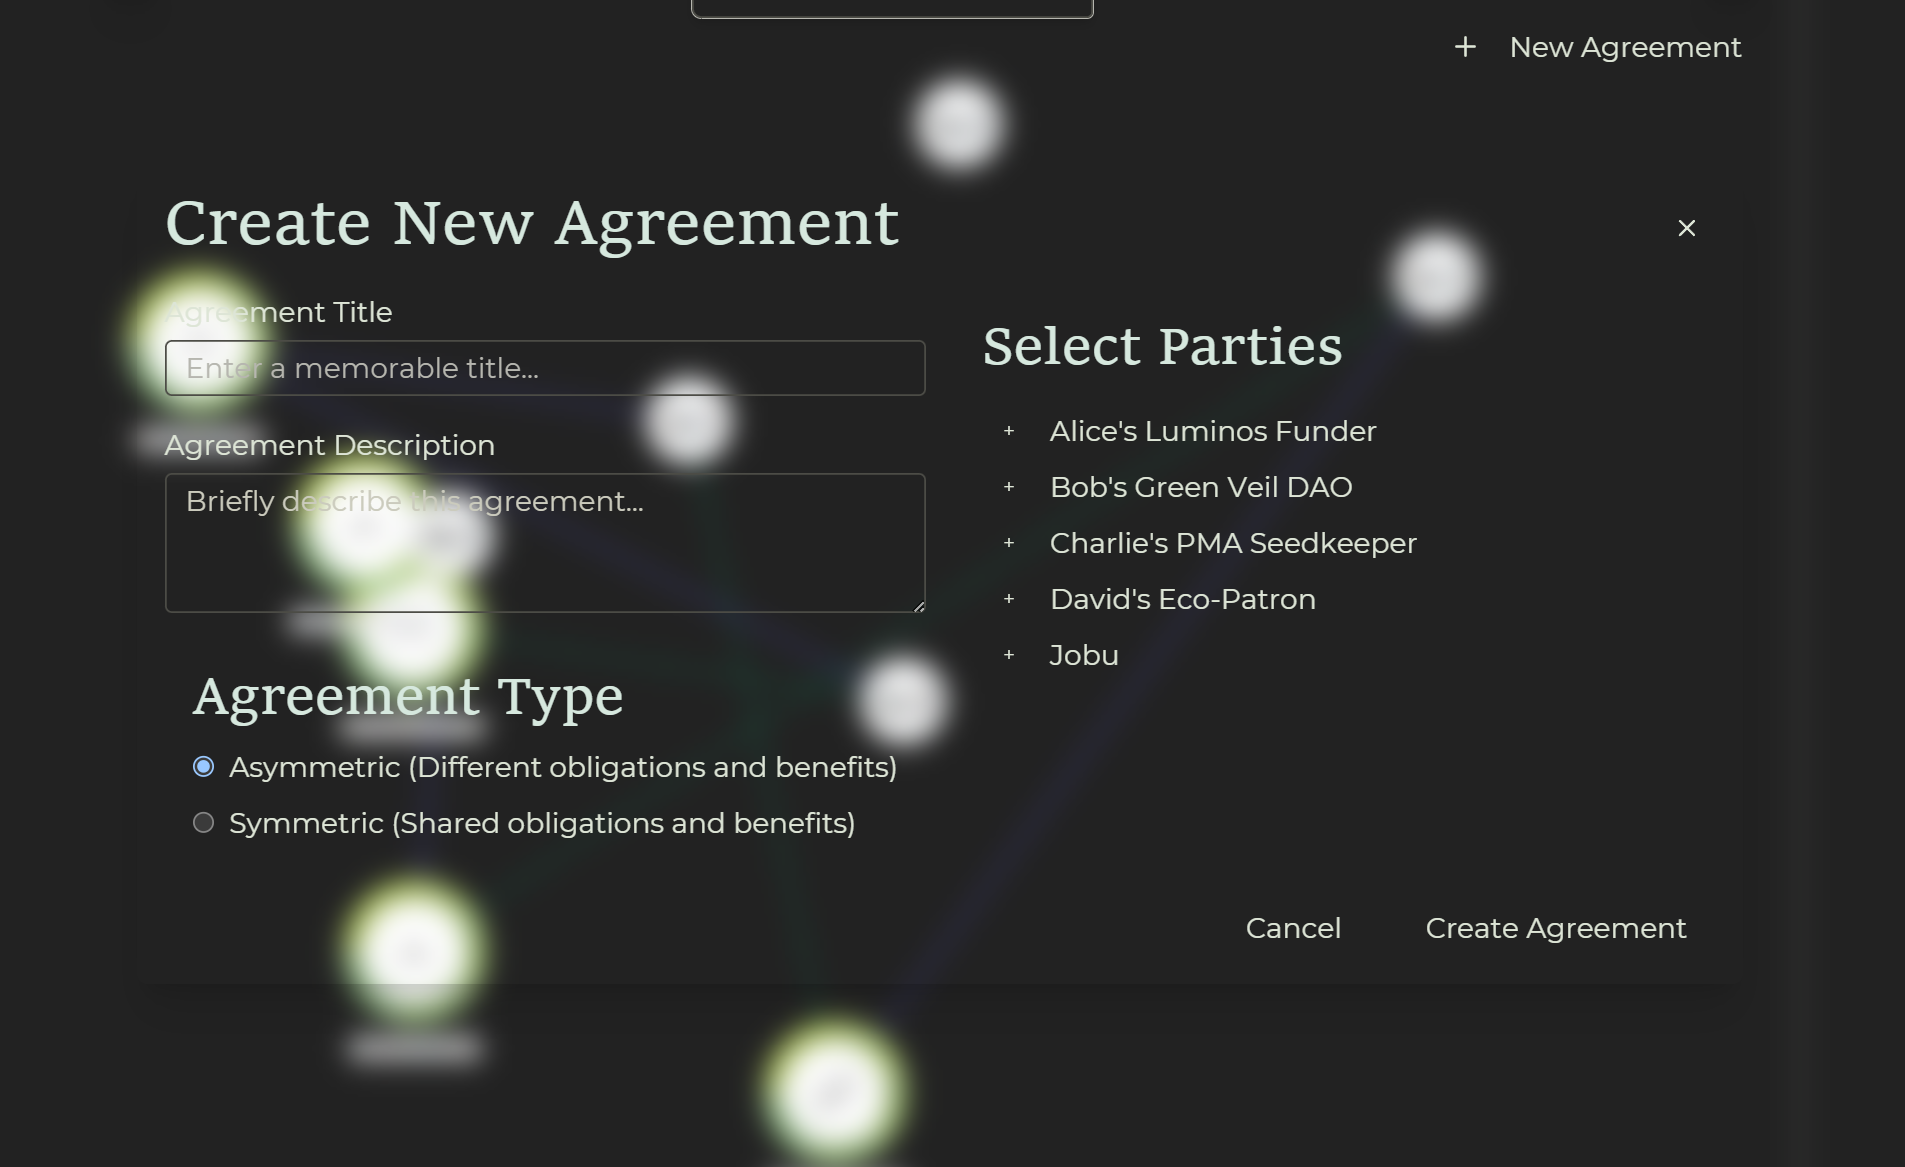 New Agreement
Create New Agreement
Agreement Title
Enter a memorable title...
Agreement Description
Briefly describe this agreement...
Agreement Type
Asymmetric (Different obligations and benefits)
Symmetric (Shared obligations and benefits)
Select Parties
+ Alice's Luminos Funder
+ Bob's Green Veil DAO
+ Charlie's PMA Seedkeeper
+ David's Eco-Patron
+ Jobu
Cancel
Create Agreement